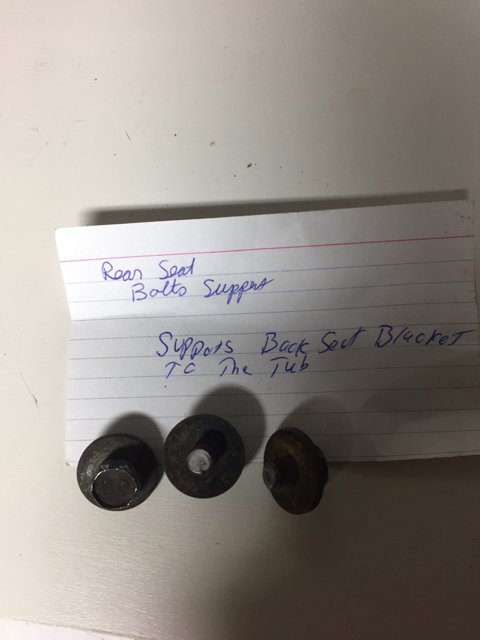 Rear Seat
Bolts Support
Supports Back Seat Bracket
To The Tub